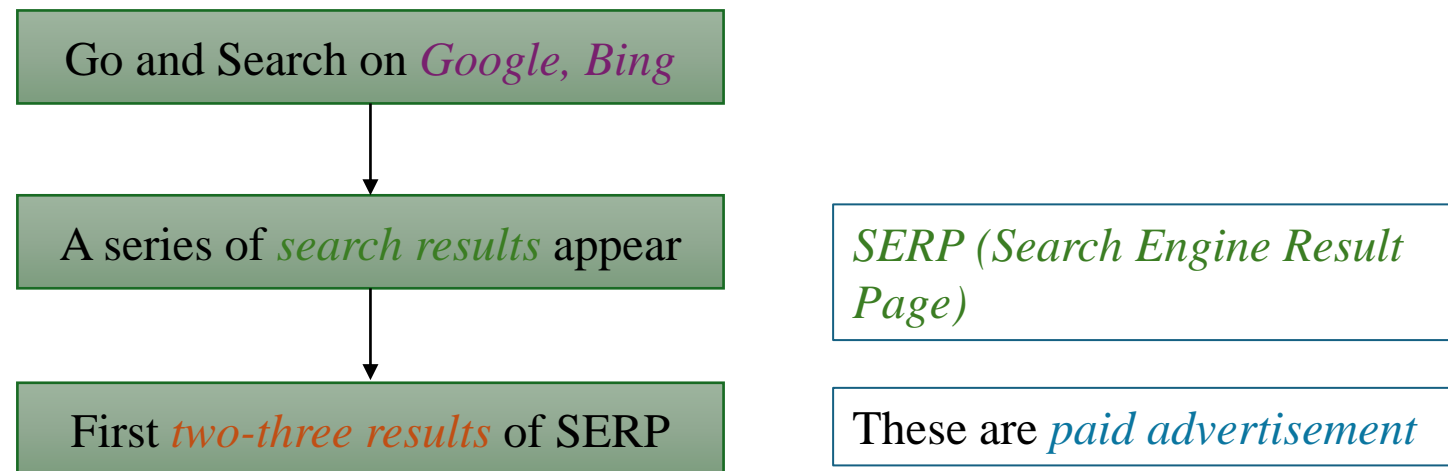 Go and Search on Google, Bing
A series of search results appear
SERP (Search Engine Result
Page)
First two-three results of SERP
These are paid advertisement